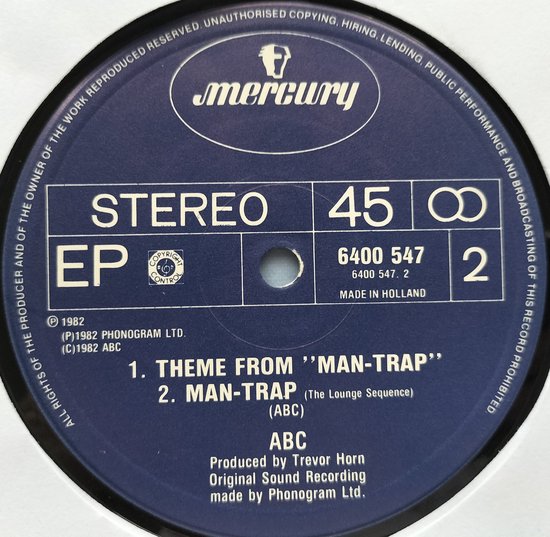 ALL RIGHTS OF THE PRODUCER AND OF THE OWNER OF THE WORK REPRODUCED RESERVED. UNAUTHORISED COPYING, HIRING, LENDING, PUBLIC PERFORMANCE AND BROADCASTING OF THIS RECORD PROHIBITED
mercury
STEREO 45
EP COPYRIGHT CONTROL 6400 547 2
6400 547. 2
MADE IN HOLLAND
℗ 1982
(P)1982 PHONOGRAM LTD.
(C)1982 ABC
1. THEME FROM "MAN-TRAP"
2. MAN-TRAP (The Lounge Sequence)
(ABC)
ABC
Produced by Trevor Horn
Original Sound Recording
made by Phonogram Ltd.